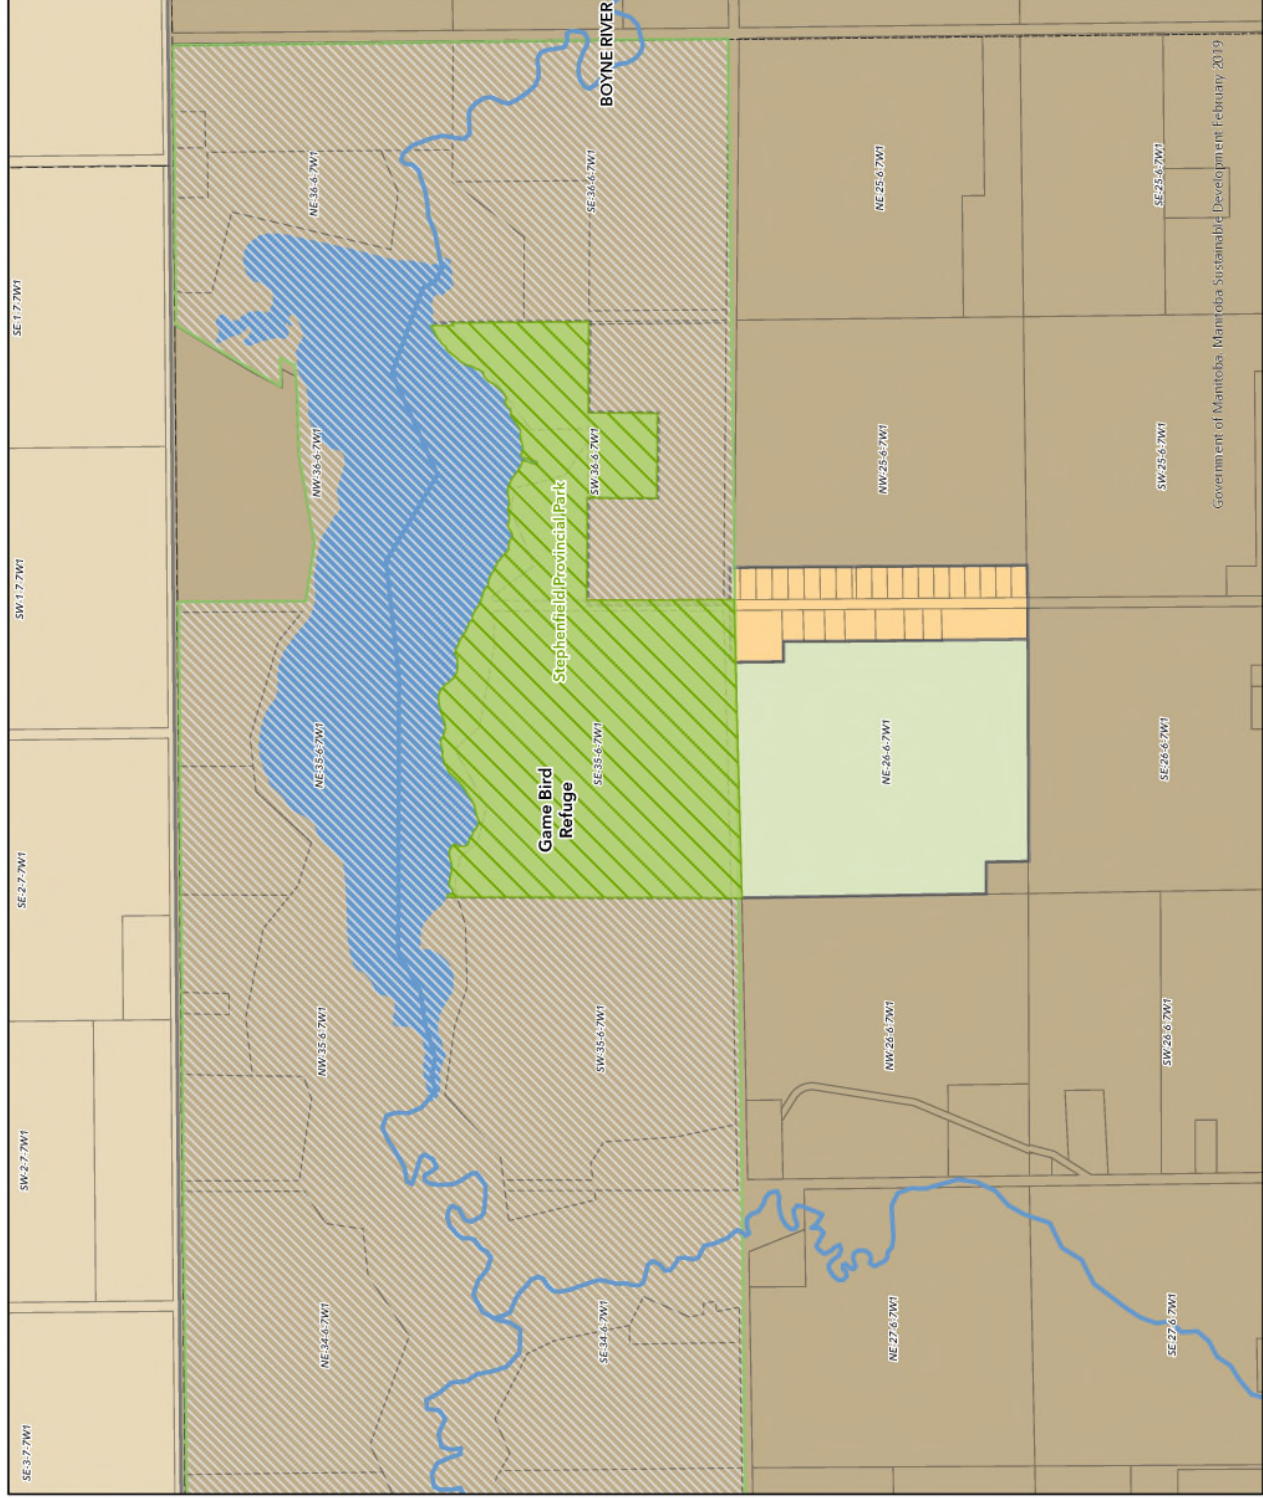 SE-3-7-7W1
SW-2-7-7W1
SE-2-7-7W1
SW-1-7-7W1
SE-1-7-7W1
NE-34-6-7W1
NW-35-6-7W1
NE-35-6-7W1
NW-36-6-7W1
NE-36-6-7W1
Game Bird
Refuge
Stephenfield Provincial Park
SE-34-6-7W1
SW-35-6-7W1
SE-35-6-7W1
SW-36-6-7W1
SE-36-6-7W1
BOYNE RIVER
NE-27-6-7W1
NW-26-6-7W1
NE-26-6-7W1
NW-25-6-7W1
NE-25-6-7W1
SE-27-6-7W1
SW-26-6-7W1
SE-26-6-7W1
SW-25-6-7W1
SE-25-6-7W1
Government of Manitoba. Manitoba Sustainable Development February 2019